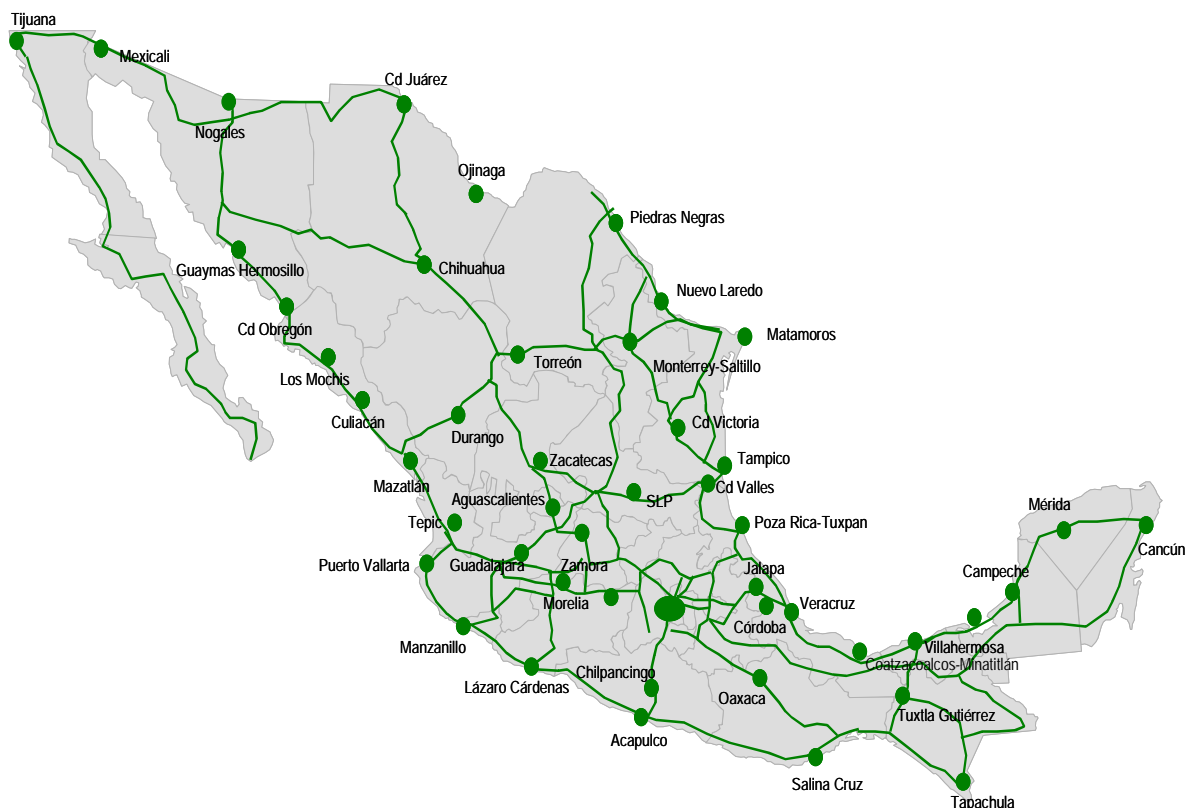 Tijuana
Mexicali
Cd Juárez
Nogales
Ojinaga
Piedras Negras
Guaymas Hermosillo
Chihuahua
Nuevo Laredo
Cd Obregón
Matamoros
Torreón
Monterrey-Saltillo
Los Mochis
Culiacán
Durango
Cd Victoria
Zacatecas
Tampico
Mazatlán
Cd Valles
Aguascalientes
SLP
Mérida
Tepic
Poza Rica-Tuxpan
Cancún
Puerto Vallarta
Guadalajara
Zamora
Jalapa
Campeche
Morelia
Veracruz
Córdoba
Manzanillo
Villahermosa
Coatzacoalcos-Minatitlán
Chilpancingo
Lázaro Cárdenas
Oaxaca
Tuxtla Gutiérrez
Acapulco
Salina Cruz
Tapachula